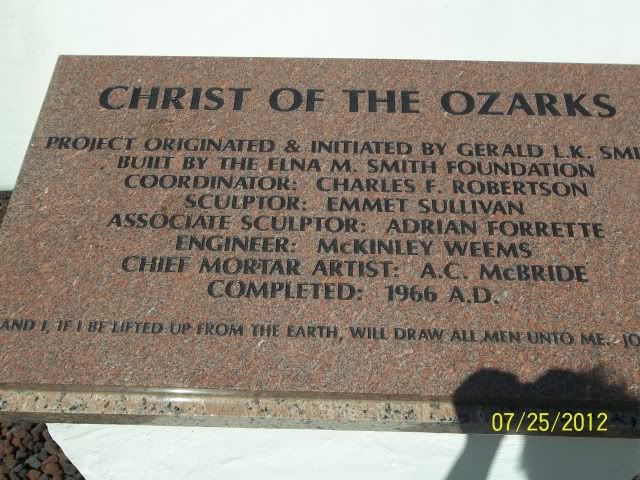 CHRIST OF THE OZARKS
PROJECT ORIGINATED & INITIATED BY GERALD L.K.
BUILT BY THE ELNA M. SMITH FOUNDATION
COORDINATOR: CHARLES F. ROBERTSON
SCULPTOR: EMMET SULLIVAN
ASSOCIATE SCULPTOR: ADRIAN FORRETTE
ENGINEER: McKINLEY WEEMS
CHIEF MORTAR ARTIST: A.C. McBRIDE
COMPLETED: 1966 A.D.
AND I, IF I BE LIFTED UP FROM THE EARTH, WILL DRAW ALL MEN UNTO ME.
07/25/2012